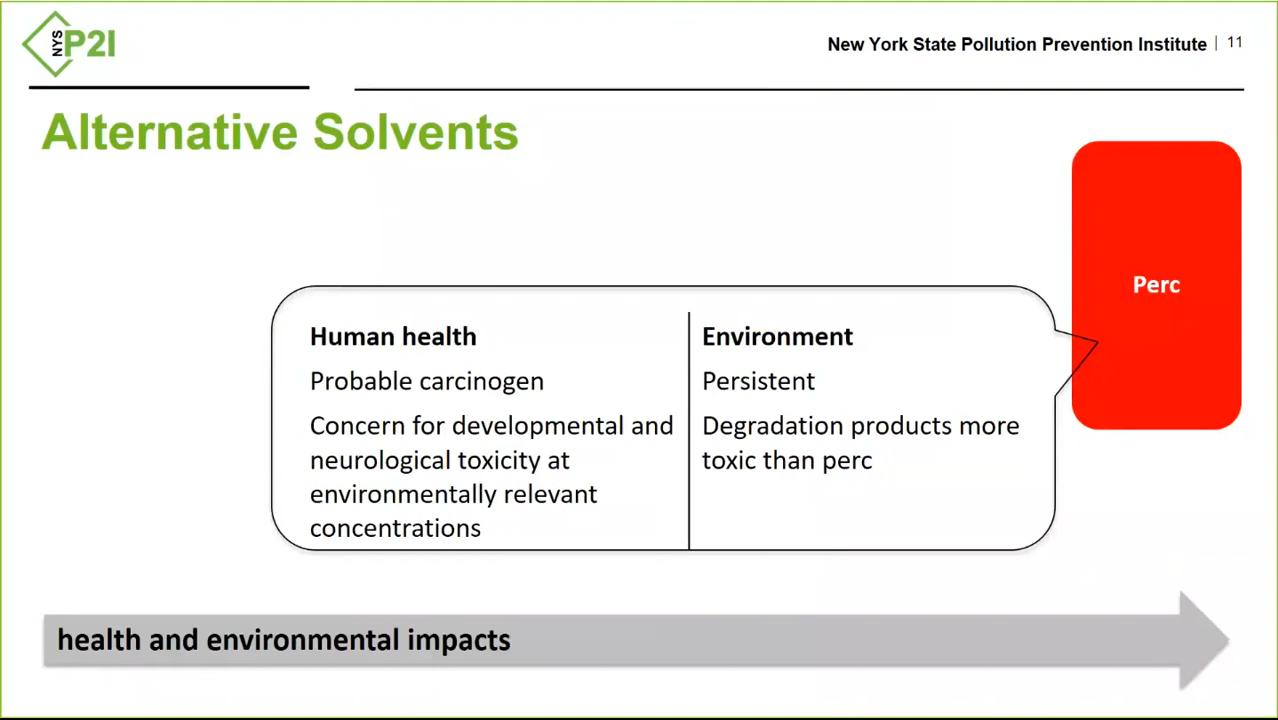 NYS P2I
New York State Pollution Prevention Institute | 11
Alternative Solvents
Perc
Human health
Probable carcinogen
Concern for developmental and
neurological toxicity at
environmentally relevant
concentrations
Environment
Persistent
Degradation products more
toxic than perc
health and environmental impacts